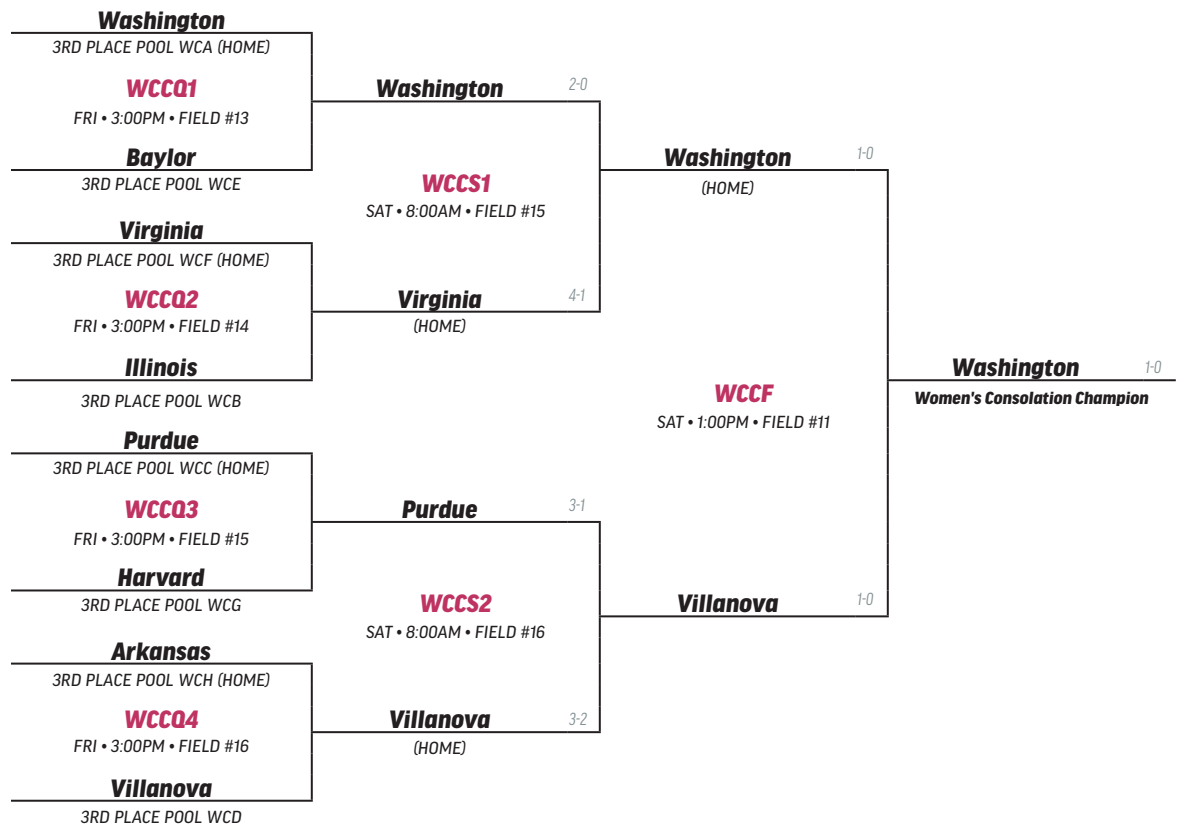 Washington
3RD PLACE POOL WCA (HOME)
WCCQ1
FRI • 3:00PM • FIELD #13
Baylor
3RD PLACE POOL WCE
Virginia
3RD PLACE POOL WCF (HOME)
WCCQ2
FRI • 3:00PM • FIELD #14
Illinois
3RD PLACE POOL WCB
Purdue
3RD PLACE POOL WCC (HOME)
WCCQ3
FRI • 3:00PM • FIELD #15
Harvard
3RD PLACE POOL WCG
Arkansas
3RD PLACE POOL WCH (HOME)
WCCQ4
FRI • 3:00PM • FIELD #16
Villanova
3RD PLACE POOL WCD
Washington 2-0
WCCS1
SAT • 8:00AM • FIELD #15
Virginia 4-1
(HOME)
Purdue 3-1
WCCS2
SAT • 8:00AM • FIELD #16
Villanova 3-2
(HOME)
Washington 1-0
(HOME)
WCCF
SAT • 1:00PM • FIELD #11
Villanova 1-0
Washington 1-0
Women's Consolation Champion